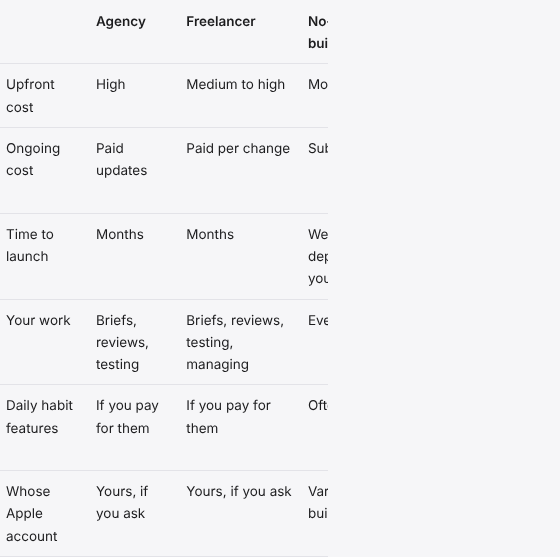 Agency Freelancer
Upfront cost High Medium to high
Ongoing cost Paid updates Paid per change
Time to launch Months Months
Your work Briefs, reviews, testing Briefs, reviews, testing, managing
Daily habit features If you pay for them If you pay for them
Whose Apple account Yours, if you ask Yours, if you ask